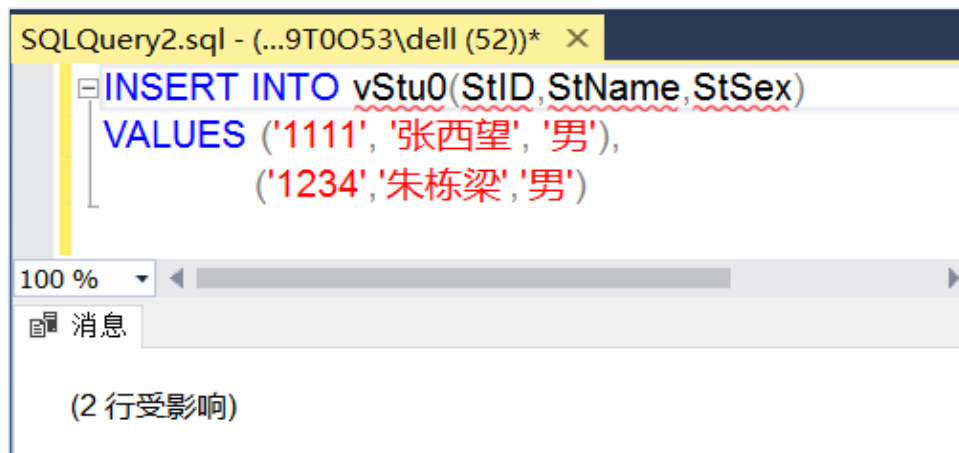 SQLQuery2.sql - (...9T0O53\dell (52))*
INSERT INTO vStu0(StID,StName,StSex)
VALUES ('1111', '张西望', '男'),
('1234','朱栋梁','男')
100 %
消息
(2 行受影响)